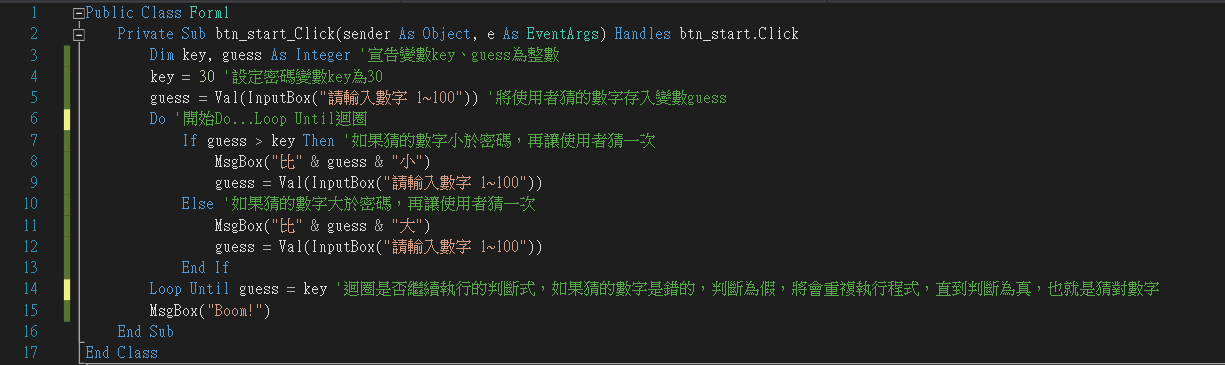 1 Public Class Form1
2 Private Sub btn_start_Click(sender As Object, e As EventArgs) Handles btn_start.Click
3 Dim key, guess As Integer '宣告變數key、guess為整數
4 key = 30 '設定密碼變數key為30
5 guess = Val(InputBox("請輸入數字 1~100")) '將使用者猜的數字存入變數guess
6 Do '開始Do...Loop Until迴圈
7 If guess > key Then '如果猜的數字小於密碼，再讓使用者猜一次
8 MsgBox("比" & guess & "小")
9 guess = Val(InputBox("請輸入數字 1~100"))
10 Else '如果猜的數字大於密碼，再讓使用者猜一次
11 MsgBox("比" & guess & "大")
12 guess = Val(InputBox("請輸入數字 1~100"))
13 End If
14 Loop Until guess = key '迴圈是否繼續執行的判斷式，如果猜的數字是錯的，判斷為假，將會重複執行程式，直到判斷為真，也就是猜對數字
15 MsgBox("Boom!")
16 End Sub
17 End Class